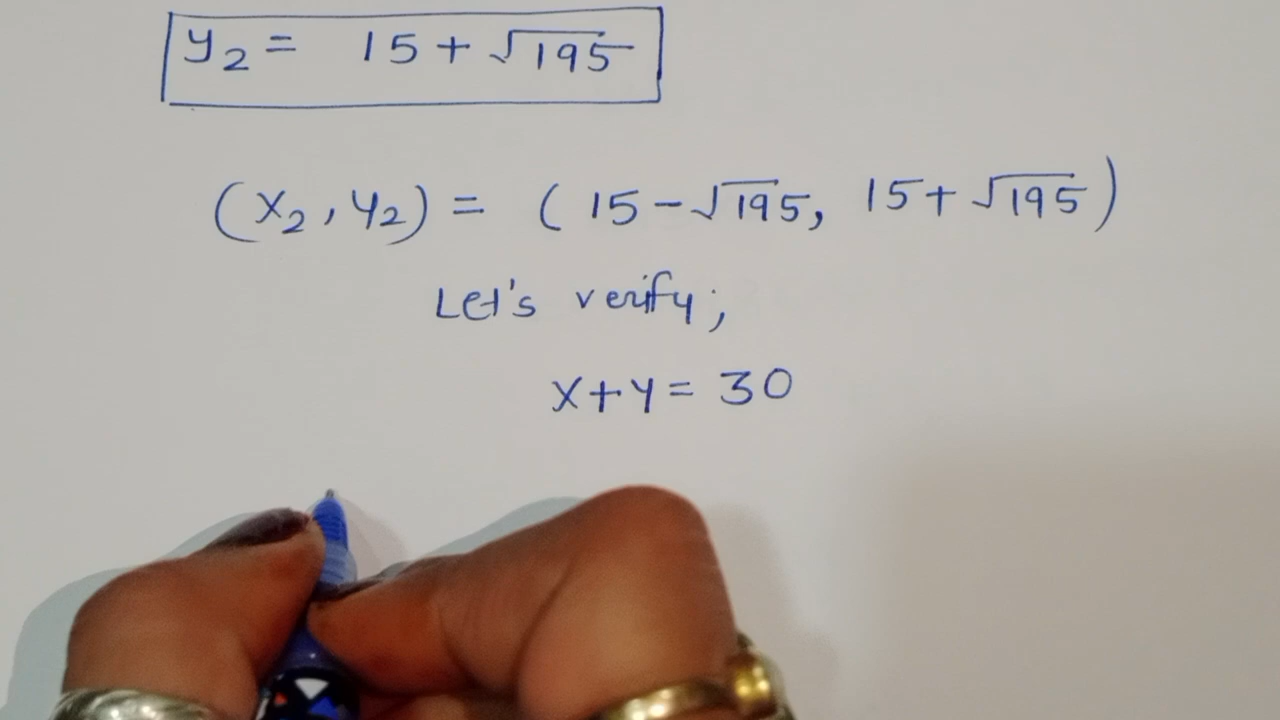 y₂ = 15 + √195
(x₂, y₂) = (15 - √195, 15 + √195)
Let's verify;
x + y = 30